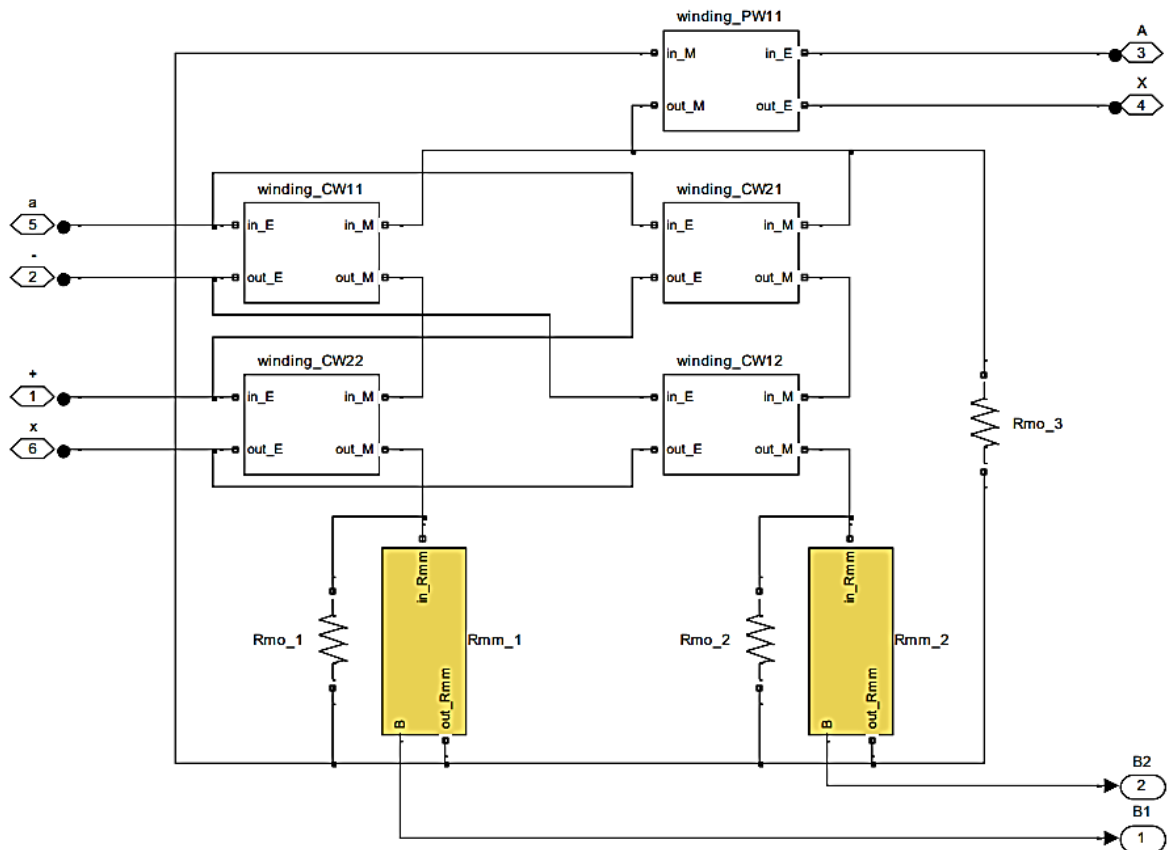 winding_PW11
in_M
in_E
A
3
out_M
out_E
X
4
winding_CW11
winding_CW21
a
5
in_E
in_M
in_E
in_M
-
2
out_E
out_M
out_E
out_M
winding_CW22
winding_CW12
+
1
in_E
in_M
in_E
in_M
Rmo_3
x
6
out_E
out_M
out_E
out_M
in_Rmm
in_Rmm
Rmo_1
Rmm_1
Rmo_2
Rmm_2
B
out_Rmm
B
out_Rmm
B2
2
B1
1